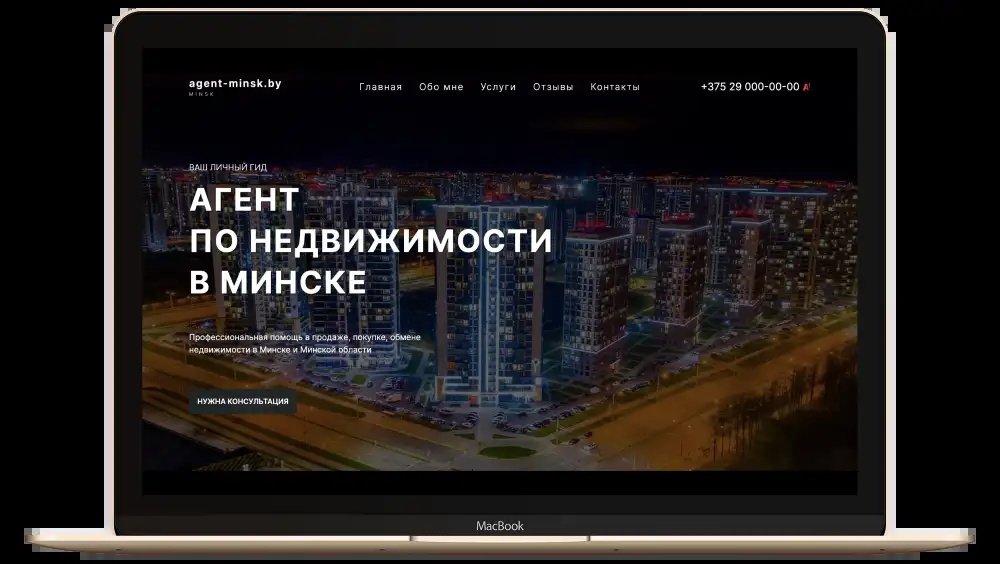 agent-minsk.by
MINSK
Главная Обо мне Услуги Отзывы Контакты
+375 29 000-00-00 A1
ВАШ ЛИЧНЫЙ ГИД
АГЕНТ
ПО НЕДВИЖИМОСТИ
В МИНСКЕ
Профессиональная помощь в продаже, покупке, обмене
недвижимости в Минске и Минской области
НУЖНА КОНСУЛЬТАЦИЯ
MacBook